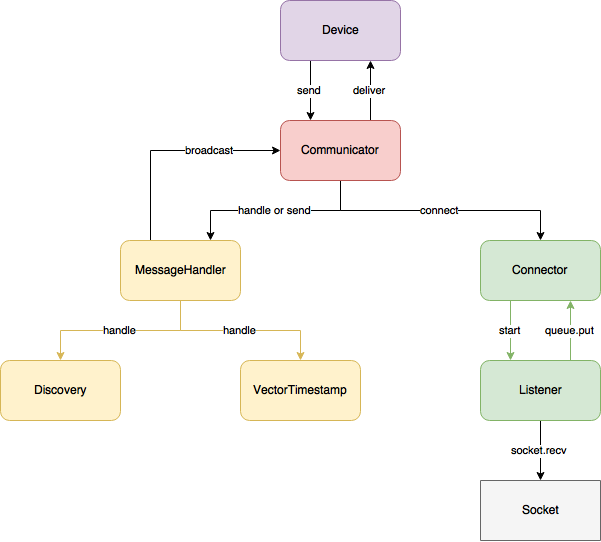 Device
send
deliver
Communicator
broadcast
handle or send
connect
MessageHandler
Connector
handle
handle
start
queue.put
Discovery
VectorTimestamp
Listener
socket.recv
Socket